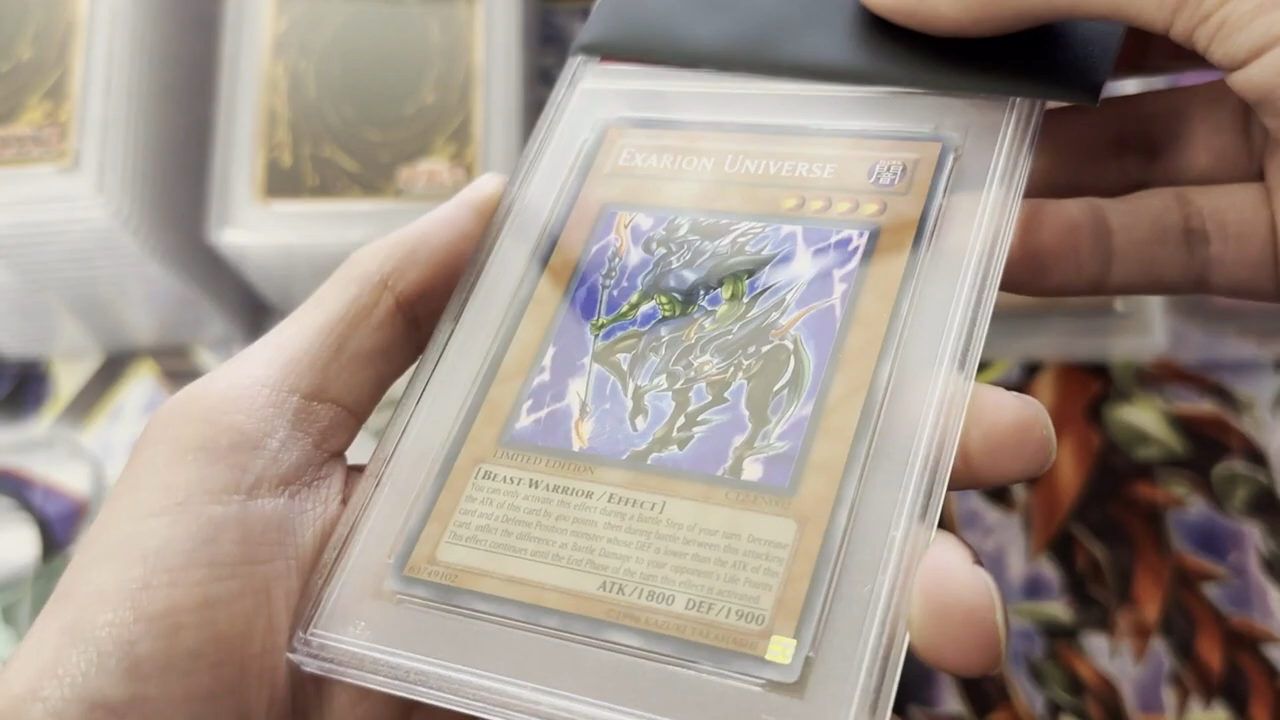 EXARION UNIVERSE
闇
LIMITED EDITION
[BEAST-WARRIOR / EFFECT]
You can only activate this effect during a Battle Step of your turn. Decrease
the ATK of this card by 400 points, then during battle between this attacking
card and a Defense Position monster whose DEF is lower than the ATK of this
card, inflict the difference as Battle Damage to your opponent's Life Points.
This effect continues until the End Phase of the turn this effect is activated.
ATK/1800 DEF/1900
63749102
©1996 KAZUKI TAKAHASHI